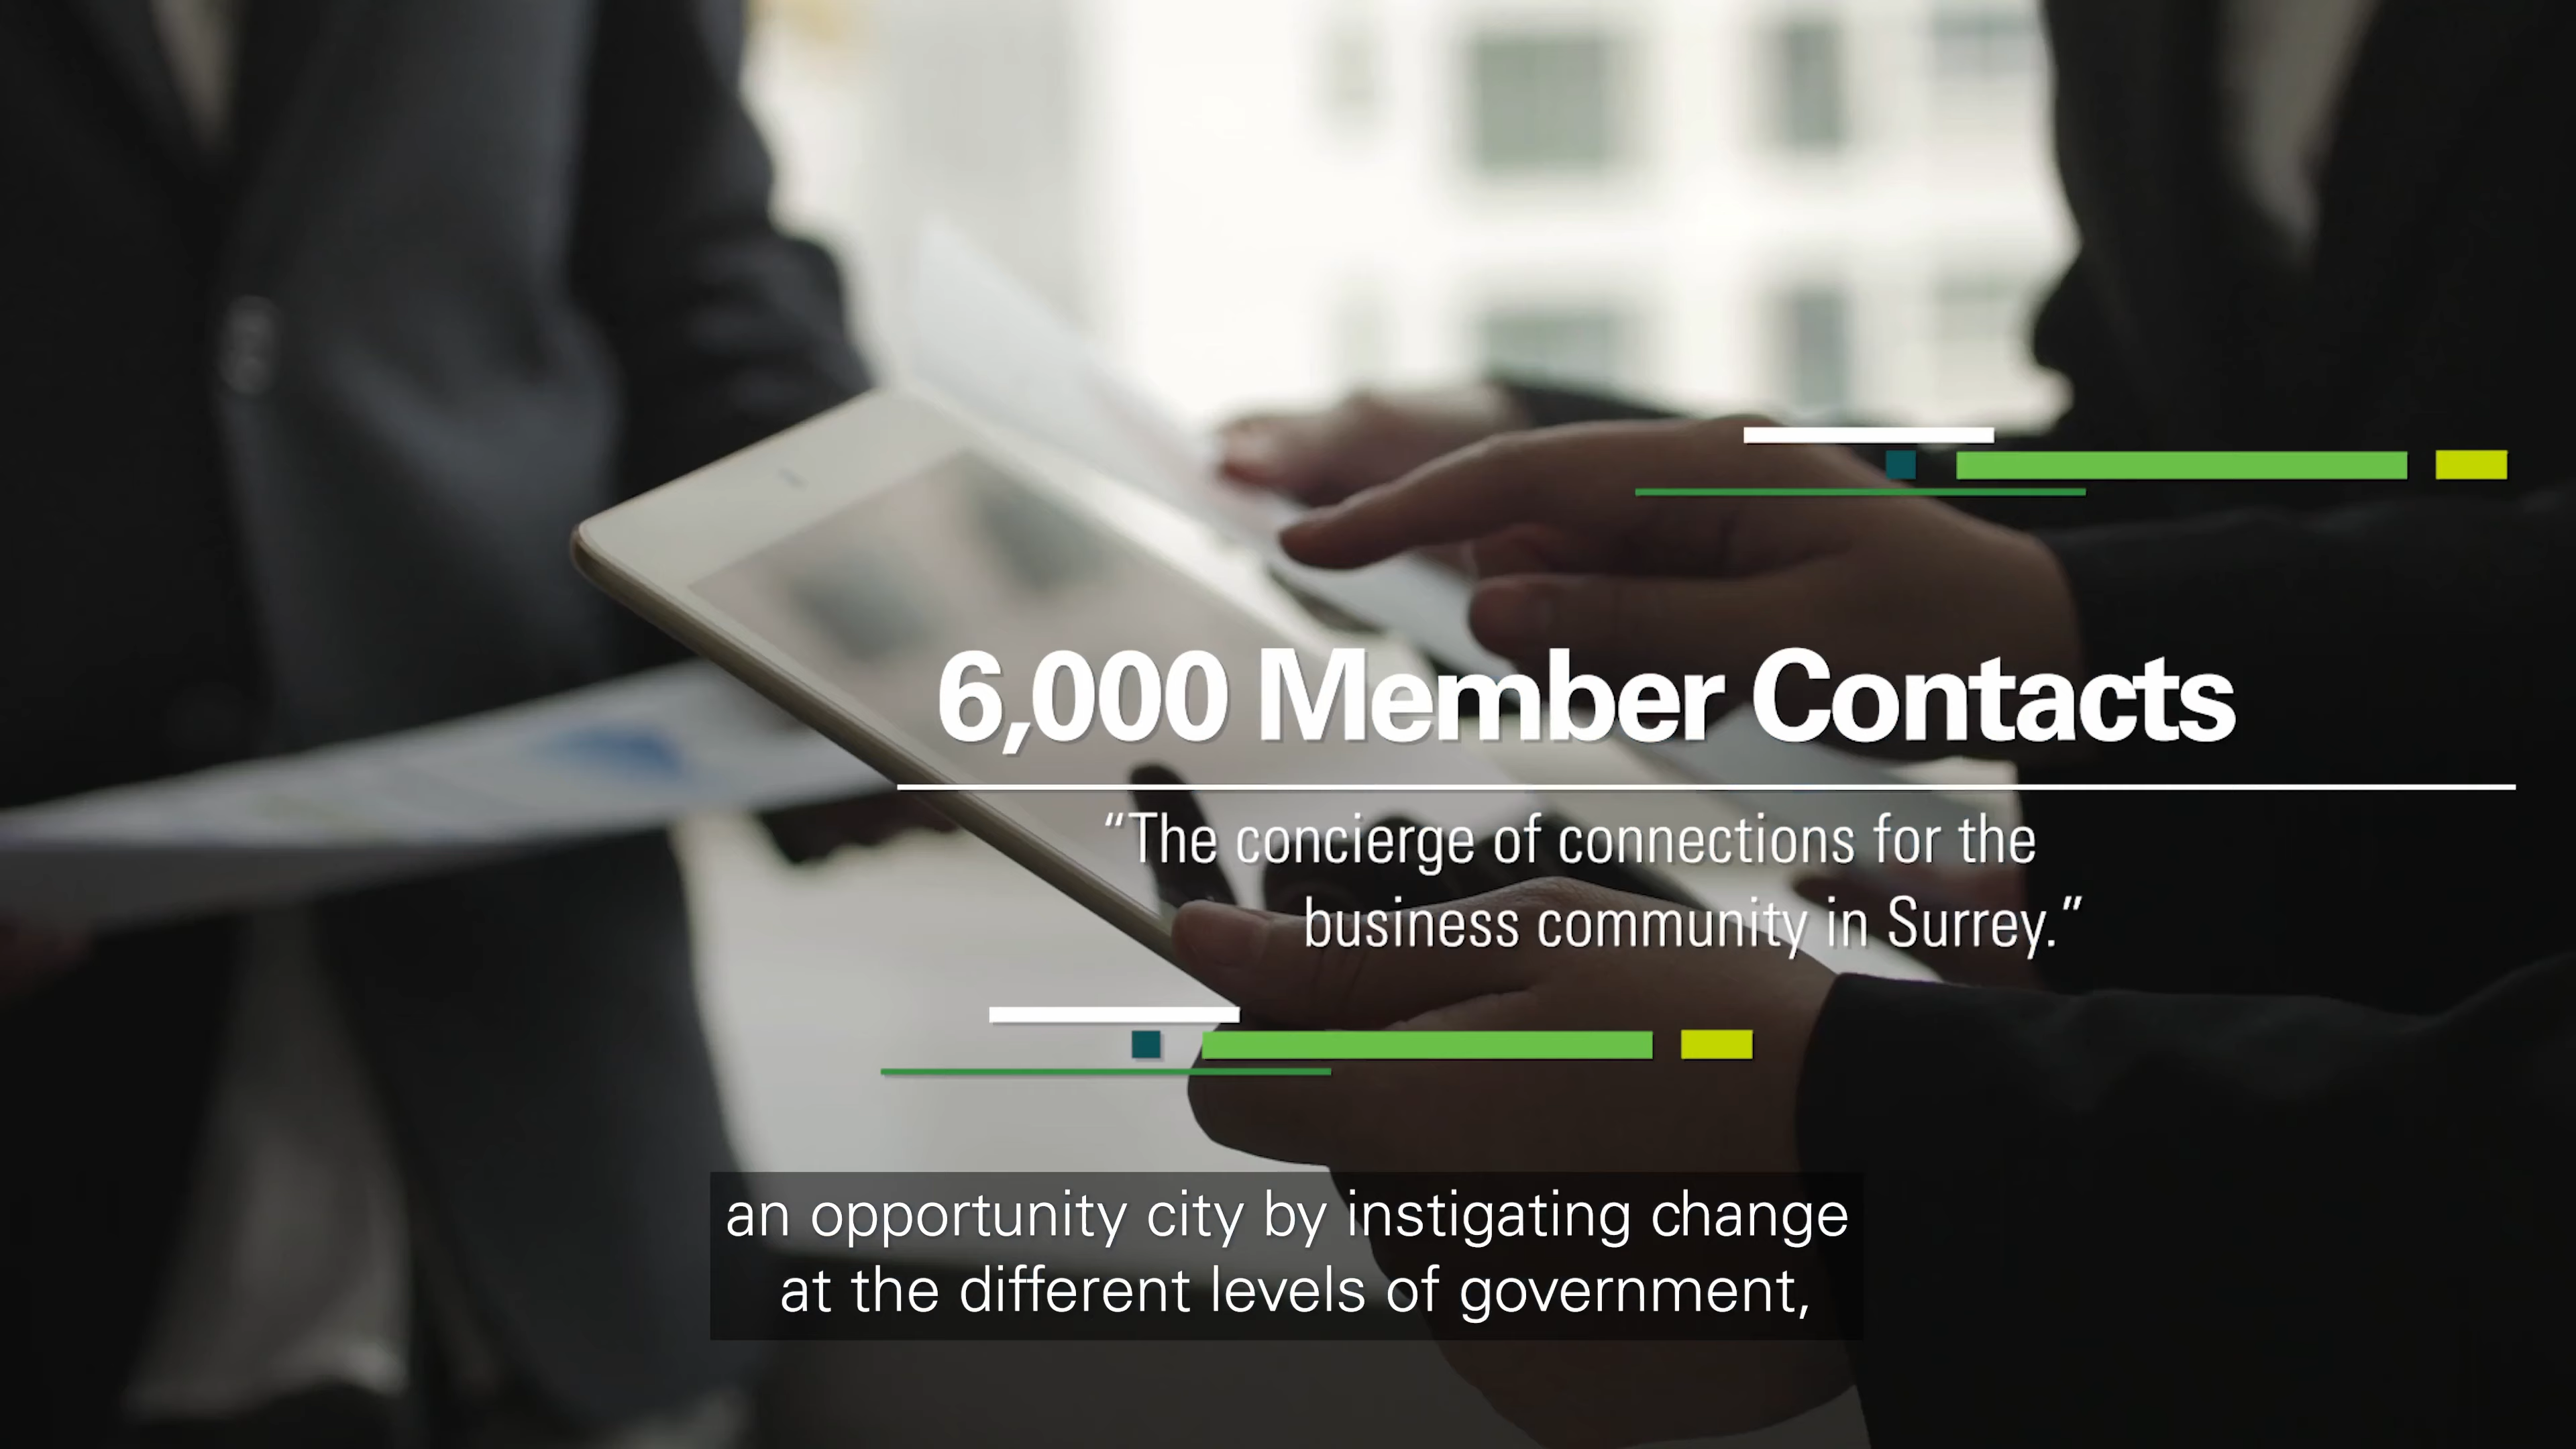 6,000 Member Contacts
“The concierge of connections for the
business community in Surrey.”
an opportunity city by instigating change
at the different levels of government,